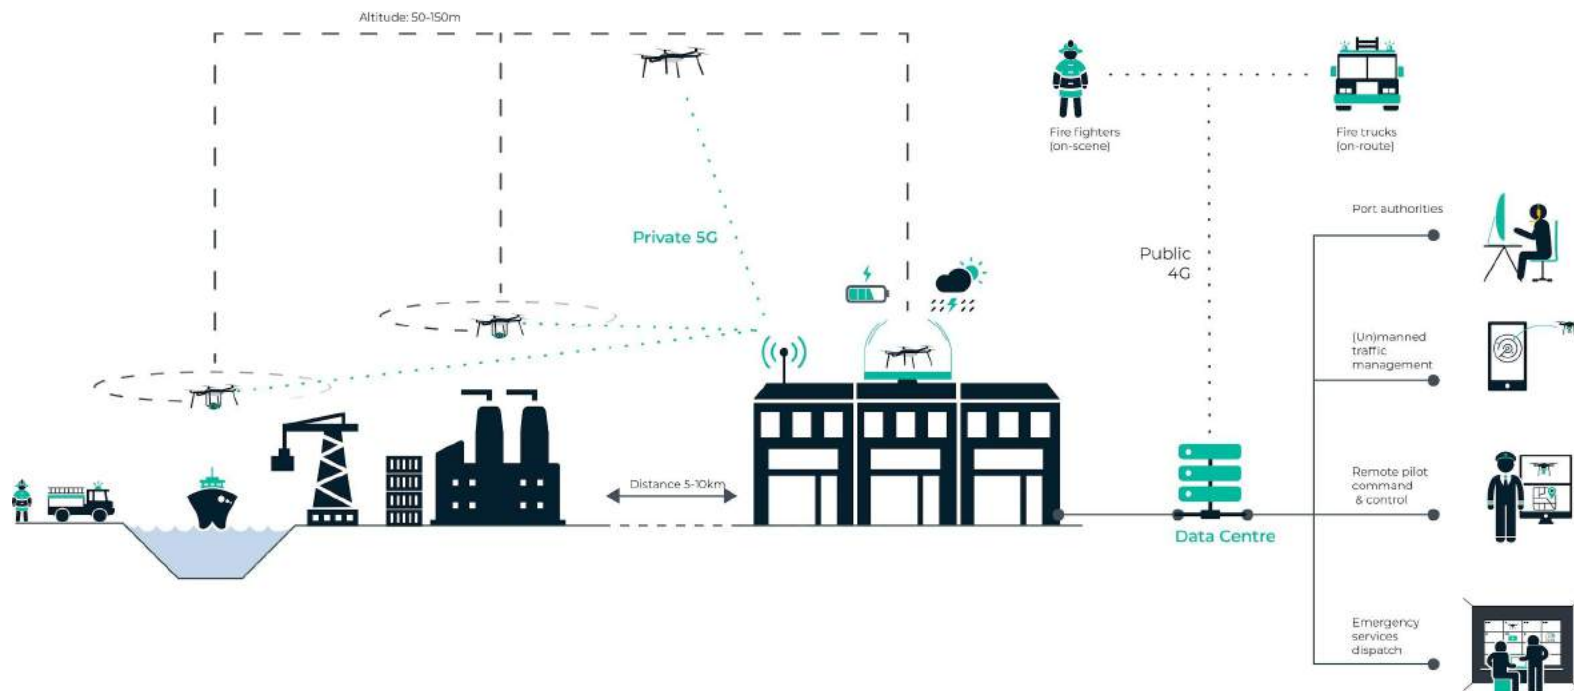 Altitude: 50-150m
Fire fighters
(on-scene)
Fire trucks
(on-route)
Private 5G
Public
4G
Port authorities
(Un)manned
traffic
management
Distance 5-10km
Remote pilot
command
& control
Data Centre
Emergency
services
dispatch